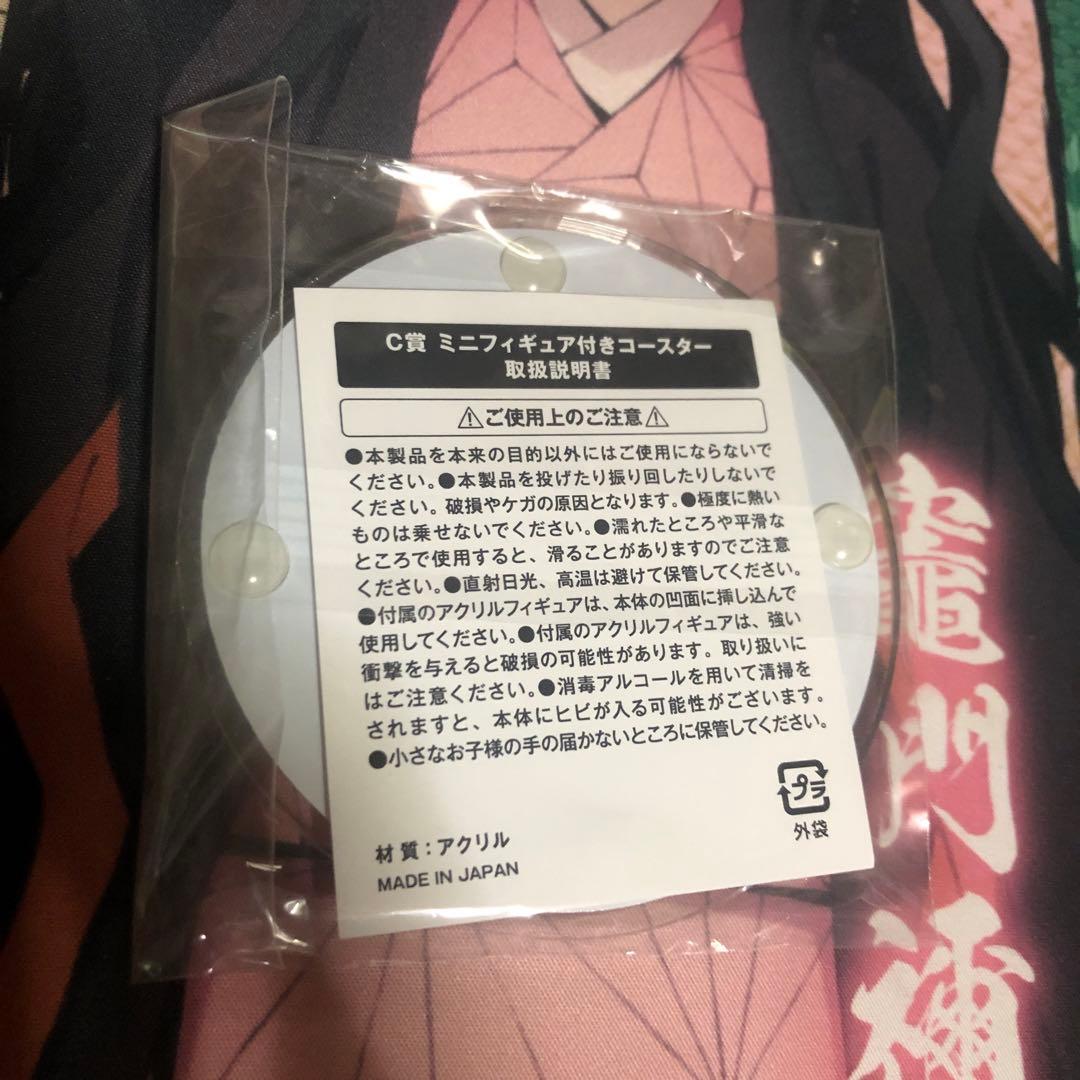 C賞 ミニフィギュア付きコースター
取扱説明書
⚠ご使用上のご注意⚠
●本製品を本来の目的以外にはご使用にならないで
ください。●本製品を投げたり振り回したりしないで
ください。破損やケガの原因となります。●極度に熱い
ものは乗せないでください。●濡れたところや平滑な
ところで使用すると、滑ることがありますのでご注意
ください。●直射日光、高温は避けて保管してください。
●付属のアクリルフィギュアは、本体の凹面に挿し込んで
使用してください。●付属のアクリルフィギュアは、強い
衝撃を与えると破損の可能性があります。取り扱いに
はご注意ください。●消毒アルコールを用いて清掃を
されますと、本体にヒビが入る可能性がございます。
●小さなお子様の手の届かないところに保管してください。
プラ
外袋
材質：アクリル
MADE IN JAPAN
竈門禰